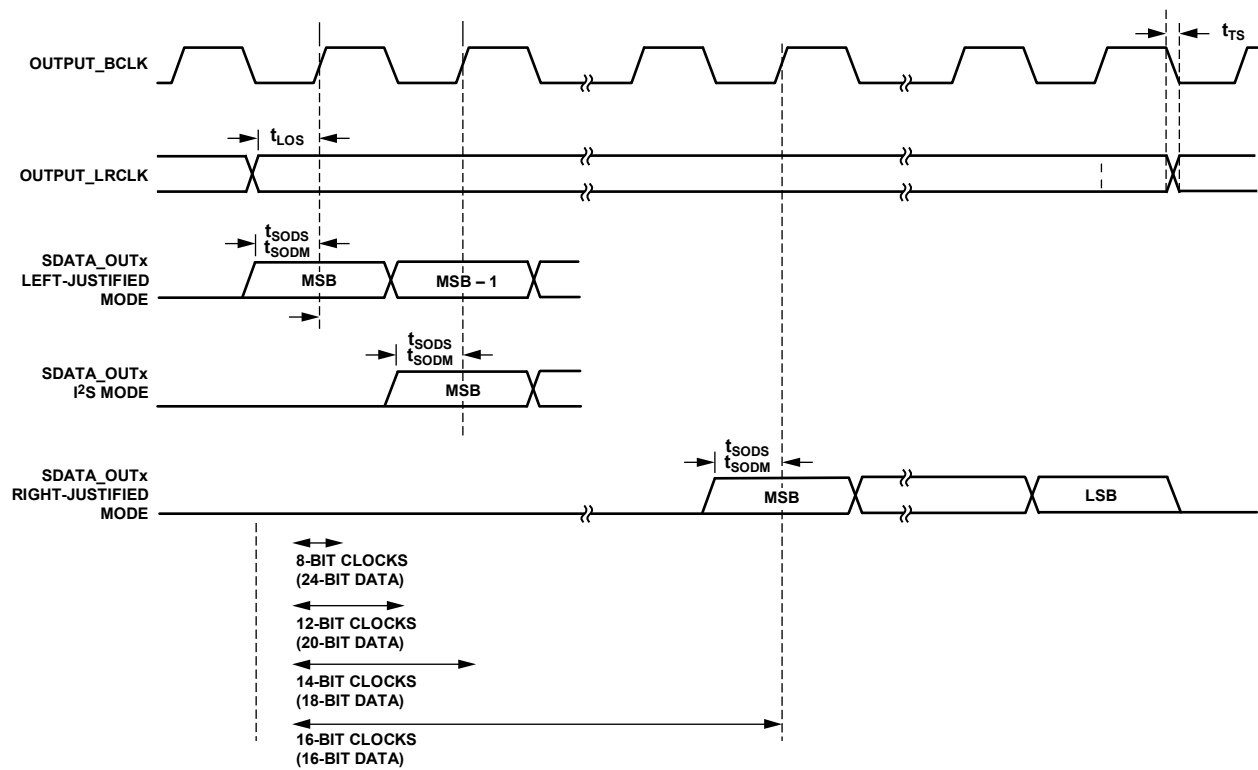 OUTPUT_BCLK
tTS
tLOS
OUTPUT_LRCLK
tSODS
tSODM
SDATA_OUTx
LEFT-JUSTIFIED
MODE
MSB
MSB – 1
tSODS
tSODM
SDATA_OUTx
I2S MODE
MSB
tSODS
tSODM
SDATA_OUTx
RIGHT-JUSTIFIED
MODE
MSB
LSB
8-BIT CLOCKS
(24-BIT DATA)
12-BIT CLOCKS
(20-BIT DATA)
14-BIT CLOCKS
(18-BIT DATA)
16-BIT CLOCKS
(16-BIT DATA)